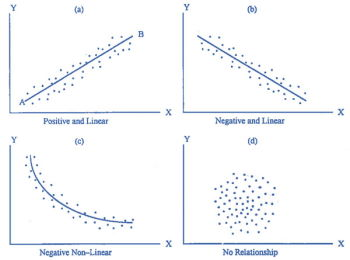 Y (a)
B
A
X
Positive and Linear
Y (b)
X
Negative and Linear
Y (c)
X
Negative Non–Linear
Y (d)
X
No Relationship